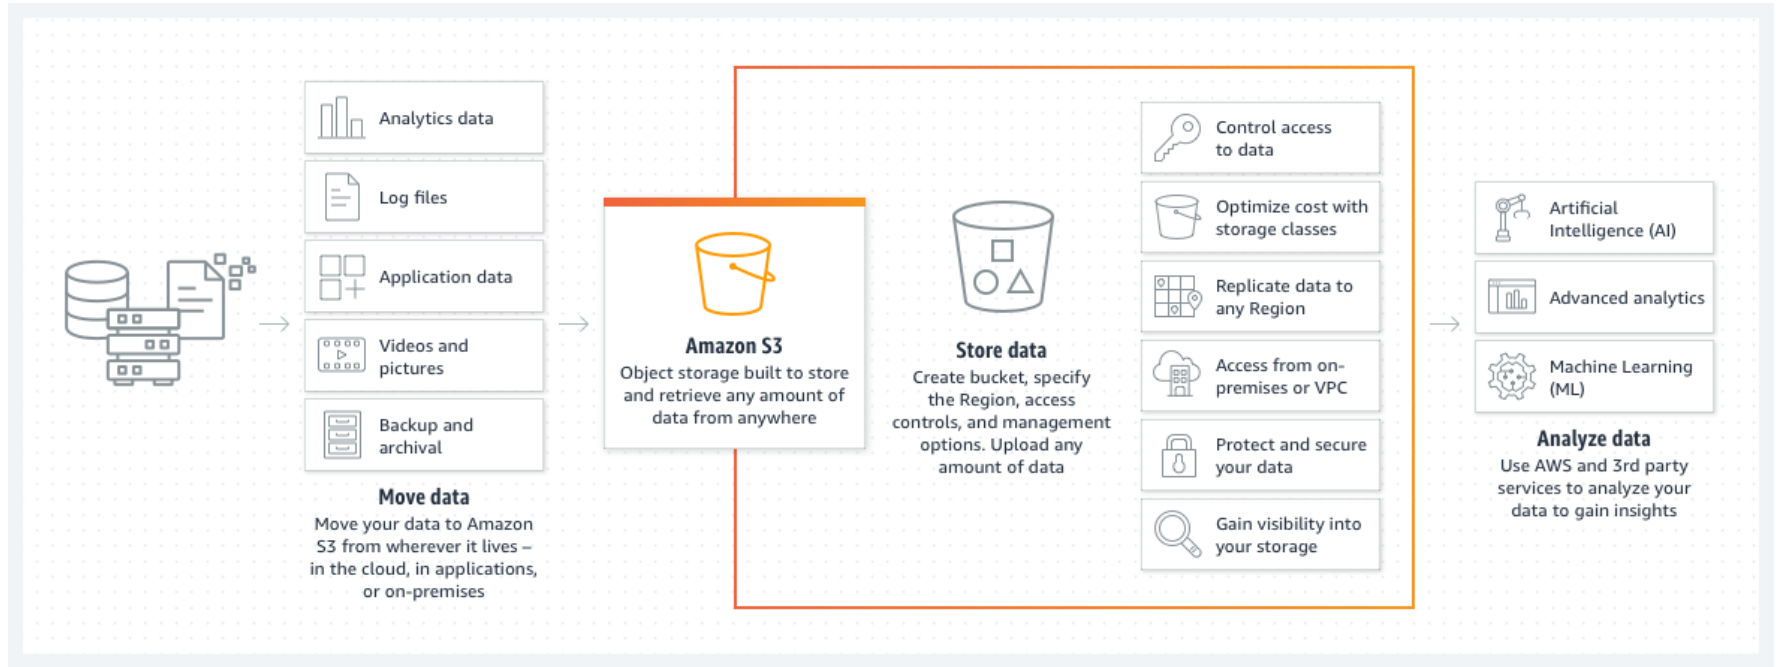 Analytics data
Log files
Application data
Videos and
pictures
Backup and
archival
Move data
Move your data to Amazon
S3 from wherever it lives –
in the cloud, in applications,
or on-premises
Amazon S3
Object storage built to store
and retrieve any amount of
data from anywhere
Store data
Create bucket, specify
the Region, access
controls, and management
options. Upload any
amount of data
Control access
to data
Optimize cost with
storage classes
Replicate data to
any Region
Access from on-
premises or VPC
Protect and secure
your data
Gain visibility into
your storage
Artificial
Intelligence (AI)
Advanced analytics
Machine Learning
(ML)
Analyze data
Use AWS and 3rd party
services to analyze your
data to gain insights